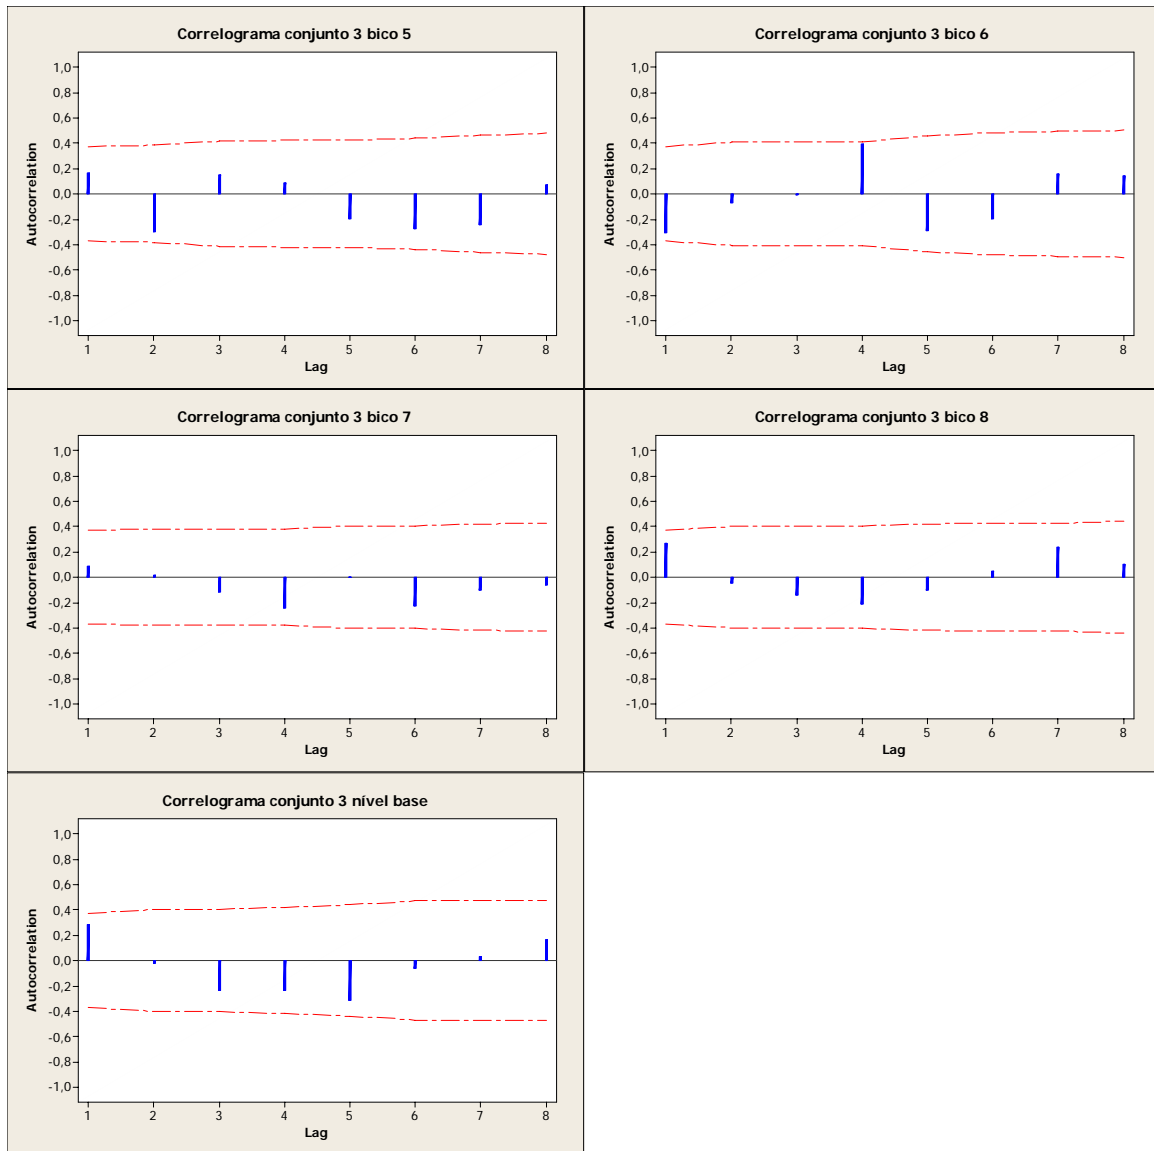 Correlograma conjunto 3 bico 5
Autocorrelation
1,0
0,8
0,6
0,4
0,2
0,0
-0,2
-0,4
-0,6
-0,8
-1,0
1 2 3 4 5 6 7 8
Lag
Correlograma conjunto 3 bico 6
Autocorrelation
1,0
0,8
0,6
0,4
0,2
0,0
-0,2
-0,4
-0,6
-0,8
-1,0
1 2 3 4 5 6 7 8
Lag
Correlograma conjunto 3 bico 7
Autocorrelation
1,0
0,8
0,6
0,4
0,2
0,0
-0,2
-0,4
-0,6
-0,8
-1,0
1 2 3 4 5 6 7 8
Lag
Correlograma conjunto 3 bico 8
Autocorrelation
1,0
0,8
0,6
0,4
0,2
0,0
-0,2
-0,4
-0,6
-0,8
-1,0
1 2 3 4 5 6 7 8
Lag
Correlograma conjunto 3 nível base
Autocorrelation
1,0
0,8
0,6
0,4
0,2
0,0
-0,2
-0,4
-0,6
-0,8
-1,0
1 2 3 4 5 6 7 8
Lag